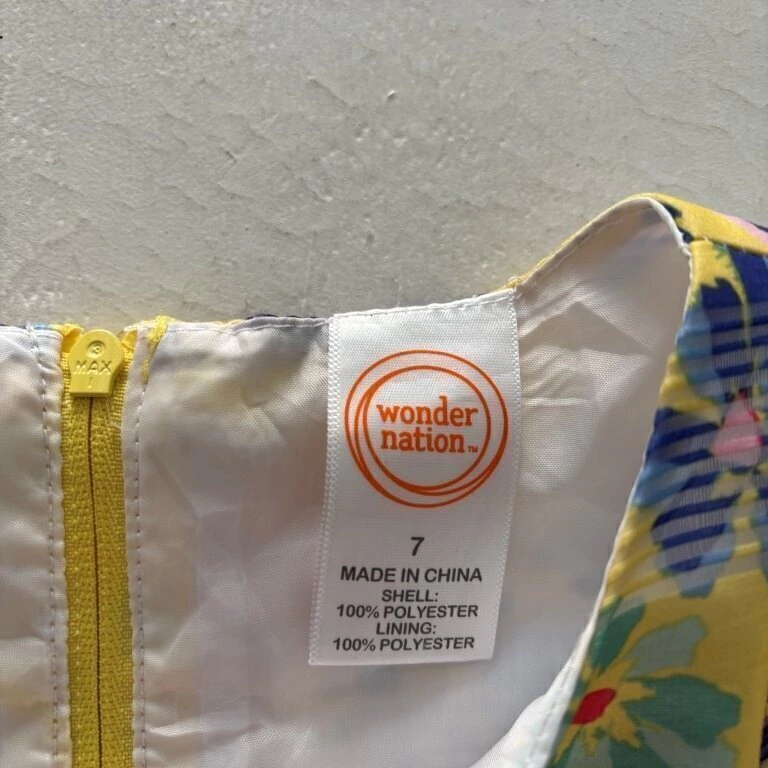 MAX
wonder
nation™
7
MADE IN CHINA
SHELL:
100% POLYESTER
LINING:
100% POLYESTER